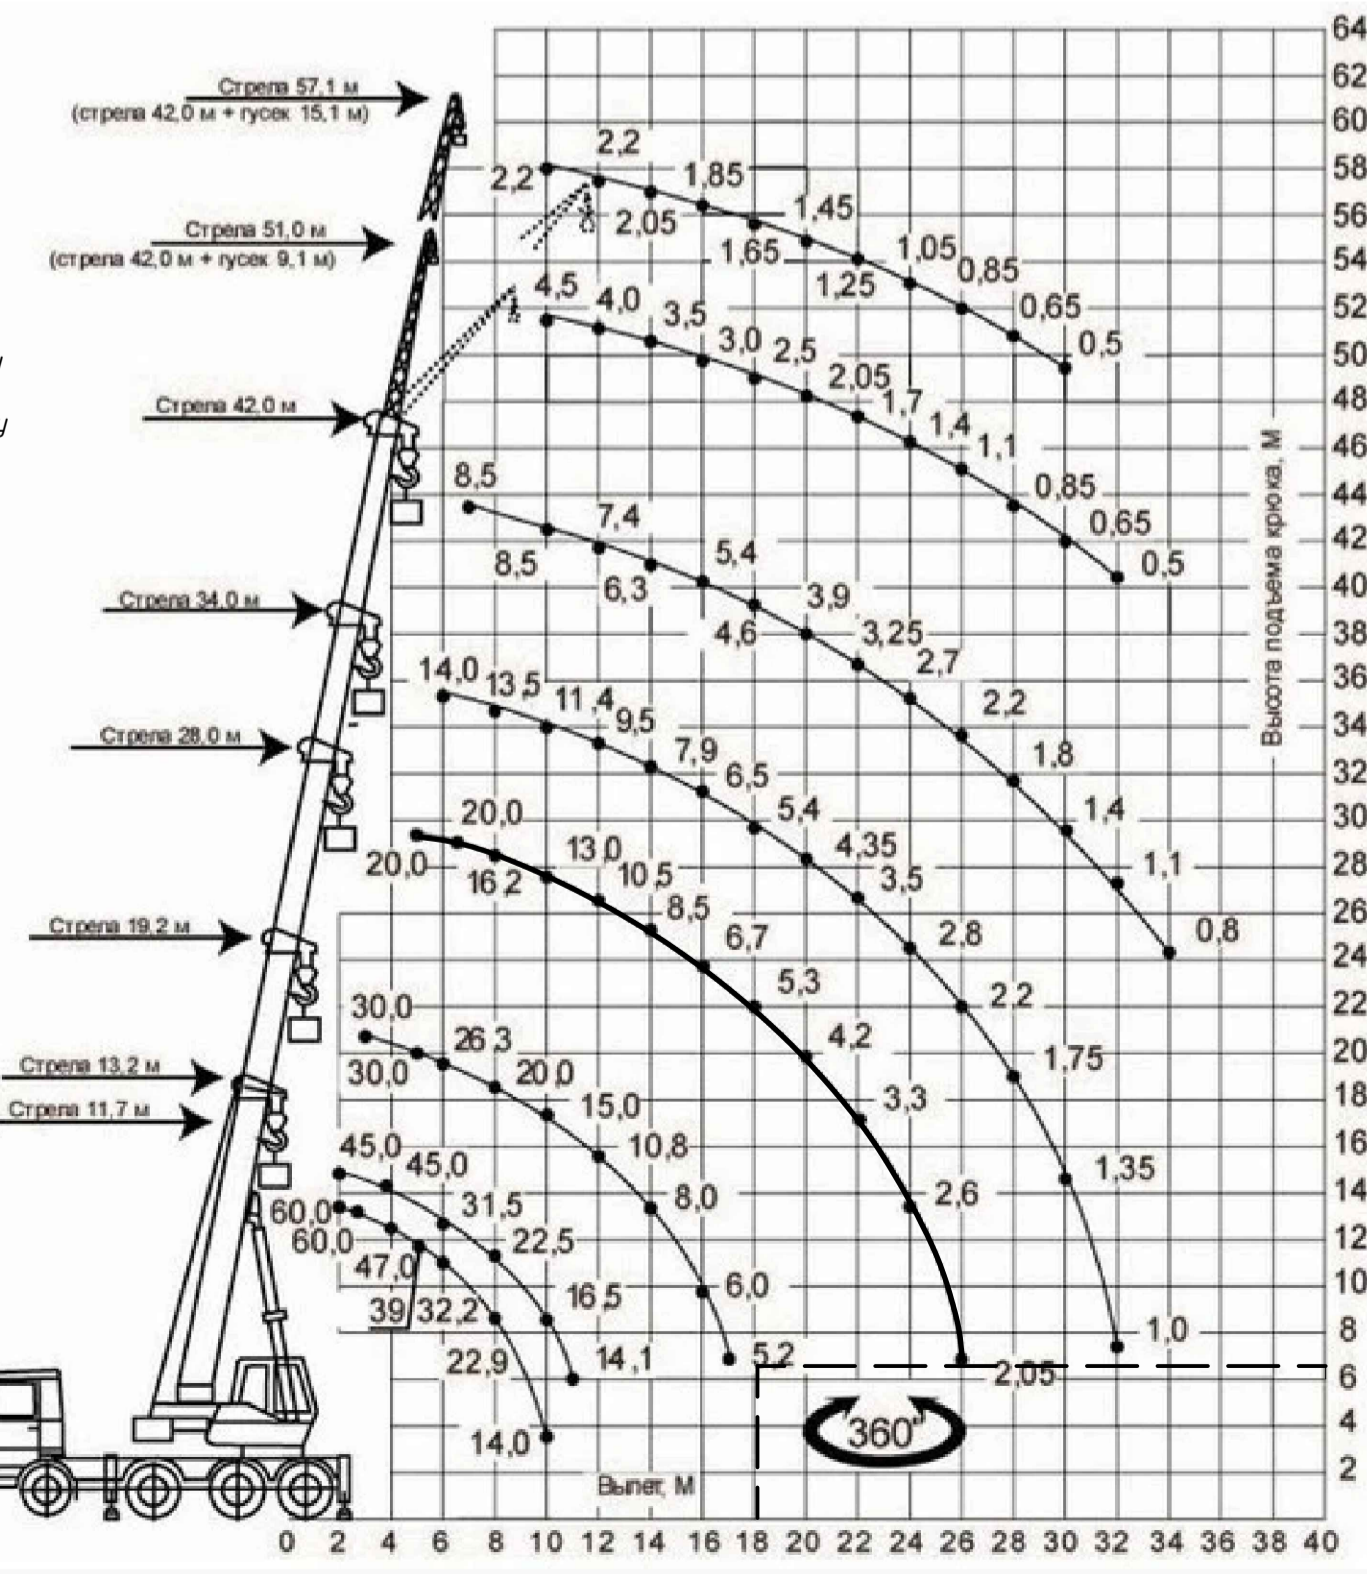 Стрела 57,1 м
(стрела 42,0 м + гусек 15,1 м)
Стрела 51,0 м
(стрела 42,0 м + гусек 9,1 м)
у
у
Стрела 42,0 м
Стрела 34,0 м
Стрела 28,0 м
Стрела 19,2 м
Стрела 13,2 м
Стрела 11,7 м
2,2 2,2 2,05 1,85 1,65 1,45 1,25 1,05 0,85 0,65 0,5
4,5 4,0 3,5 3,0 2,5 2,05 1,7 1,4 1,1 0,85 0,65 0,5
8,5 8,5 7,4 6,3 5,4 4,6 3,9 3,25 2,7 2,2 1,8 1,4 1,1 0,8
14,0 13,5 11,4 9,5 7,9 6,5 5,4 4,35 3,5 2,8 2,2 1,75 1,35 1,0
20,0 20,0 16,2 13,0 10,5 8,5 6,7 5,3 4,2 3,3 2,6 2,05
30,0 30,0 26,3 20,0 15,0 10,8 8,0 6,0 5,2
45,0 45,0 31,5 22,5 16,5 14,1
60,0 60,0 47,0 39 32,2 22,9 14,0
360°
Высота подъема крюка, М
64
62
60
58
56
54
52
50
48
46
44
42
40
38
36
34
32
30
28
26
24
22
20
18
16
14
12
10
8
6
4
2
Вылет, М
0 2 4 6 8 10 12 14 16 18 20 22 24 26 28 30 32 34 36 38 40